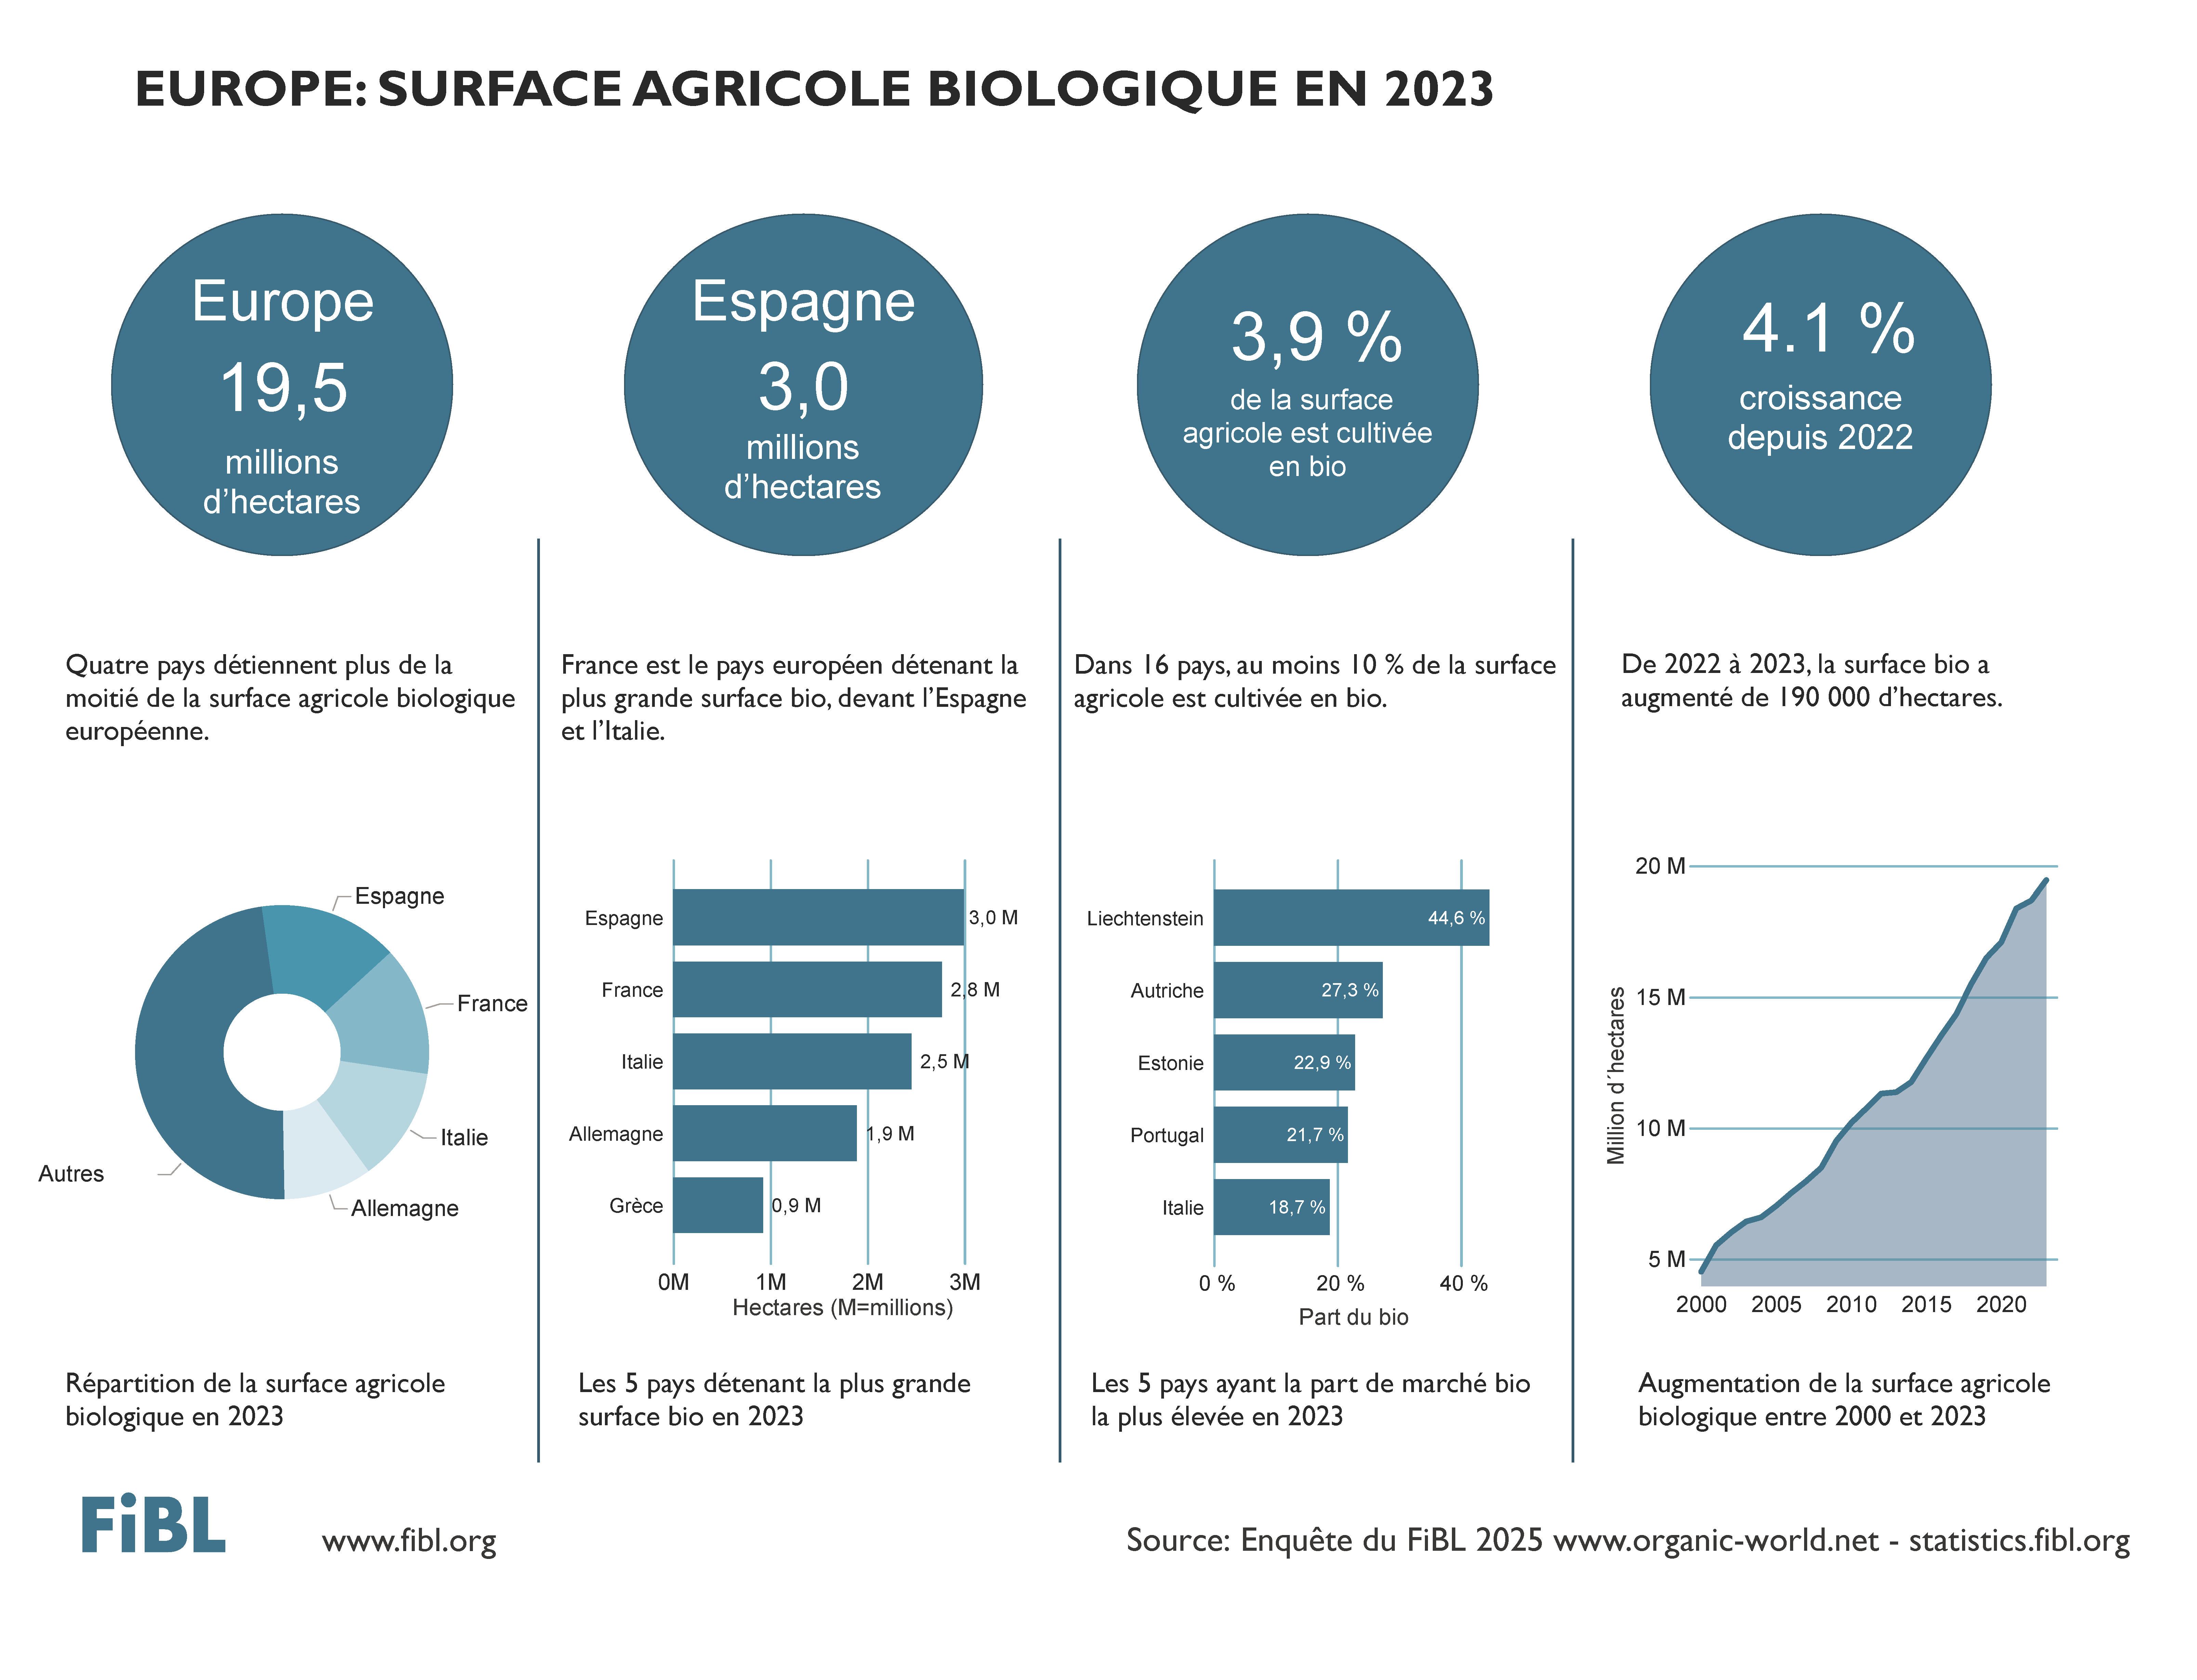 EUROPE: SURFACE AGRICOLE BIOLOGIQUE EN 2023
Europe
19,5
millions
d’hectares
Espagne
3,0
millions
d’hectares
3,9 %
de la surface
agricole est cultivée
en bio
4.1 %
croissance
depuis 2022
Quatre pays détiennent plus de la
moitié de la surface agricole biologique
européenne.
France est le pays européen détenant la
plus grande surface bio, devant l’Espagne
et l’Italie.
Dans 16 pays, au moins 10 % de la surface
agricole est cultivée en bio.
De 2022 à 2023, la surface bio a
augmenté de 190 000 d’hectares.
Espagne
France
Italie
Allemagne
Autres
Espagne 3,0 M
France 2,8 M
Italie 2,5 M
Allemagne 1,9 M
Grèce 0,9 M
0M 1M 2M 3M
Hectares (M=millions)
Liechtenstein 44,6 %
Autriche 27,3 %
Estonie 22,9 %
Portugal 21,7 %
Italie 18,7 %
0 % 20 % 40 %
Part du bio
Million d´hectares
20 M
15 M
10 M
5 M
2000 2005 2010 2015 2020
Répartition de la surface agricole
biologique en 2023
Les 5 pays détenant la plus grande
surface bio en 2023
Les 5 pays ayant la part de marché bio
la plus élevée en 2023
Augmentation de la surface agricole
biologique entre 2000 et 2023
FiBL
www.fibl.org
Source: Enquête du FiBL 2025 www.organic-world.net - statistics.fibl.org